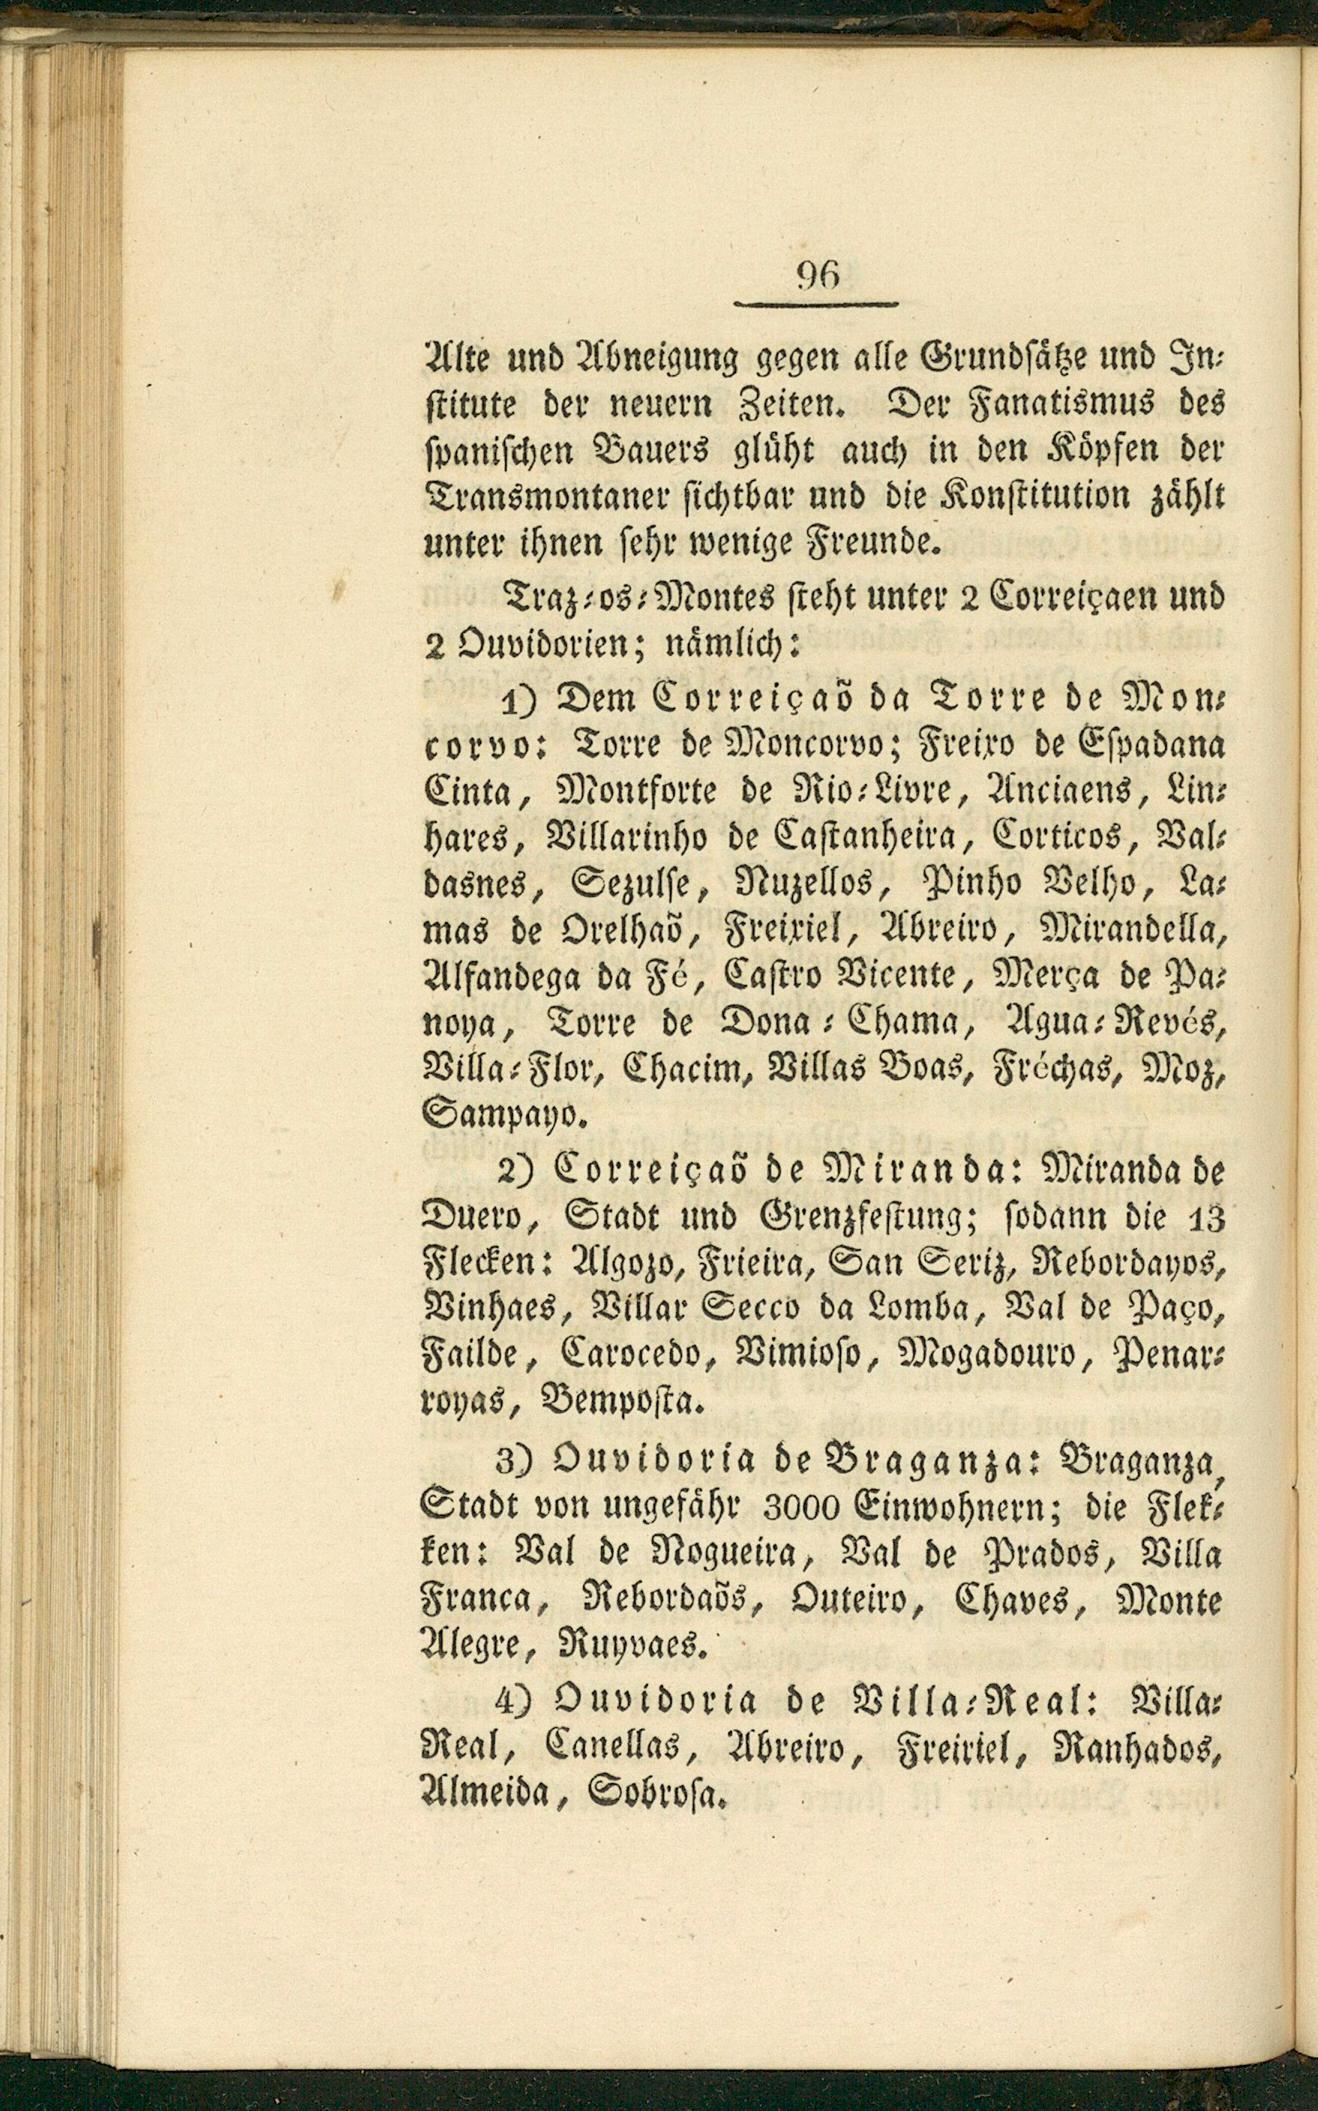 96
Alte und Abneigung gegen alle Grundsätze und In-
stitute der neuern Zeiten. Der Fanatismus des
spanischen Bauers glüht auch in den Köpfen der
Transmontaner sichtbar und die Konstitution zählt
unter ihnen sehr wenige Freunde.
Traz-os-Montes steht unter 2 Correiçaen und
2 Ouvidorien; nämlich:
1) Dem Correiçaõ da Torre de Mon-
corvo: Torre de Moncorvo; Freixo de Espadana
Cinta, Montforte de Rio-Livre, Anciaens, Lin-
hares, Villarinho de Castanheira, Corticos, Val-
dasnes, Sezulse, Nuzellos, Pinho Velho, La-
mas de Orelhaõ, Freixiel, Abreiro, Mirandella,
Alfandega da Fé, Castro Vicente, Merça de Pa-
noya, Torre de Dona-Chama, Agua-Revés,
Villa-Flor, Chacim, Villas Boas, Fréchas, Moz,
Sampayo.
2) Correiçaõ de Miranda: Miranda de
Duero, Stadt und Grenzfestung; sodann die 13
Flecken: Algozo, Frieira, San Seriz, Rebordayos,
Vinhaes, Villar Secco da Lomba, Val de Paço,
Failde, Carocedo, Vimioso, Mogadouro, Penar-
royas, Bemposta.
3) Ouvidoria de Braganza: Braganza,
Stadt von ungefähr 3000 Einwohnern; die Flek-
ken: Val de Nogueira, Val de Prados, Villa
Franca, Rebordaõs, Outeiro, Chaves, Monte
Alegre, Ruyvaes.
4) Ouvidoria de Villa-Real: Villa-
Real, Canellas, Abreiro, Freiriel, Ranhados,
Almeida, Sobrosa.